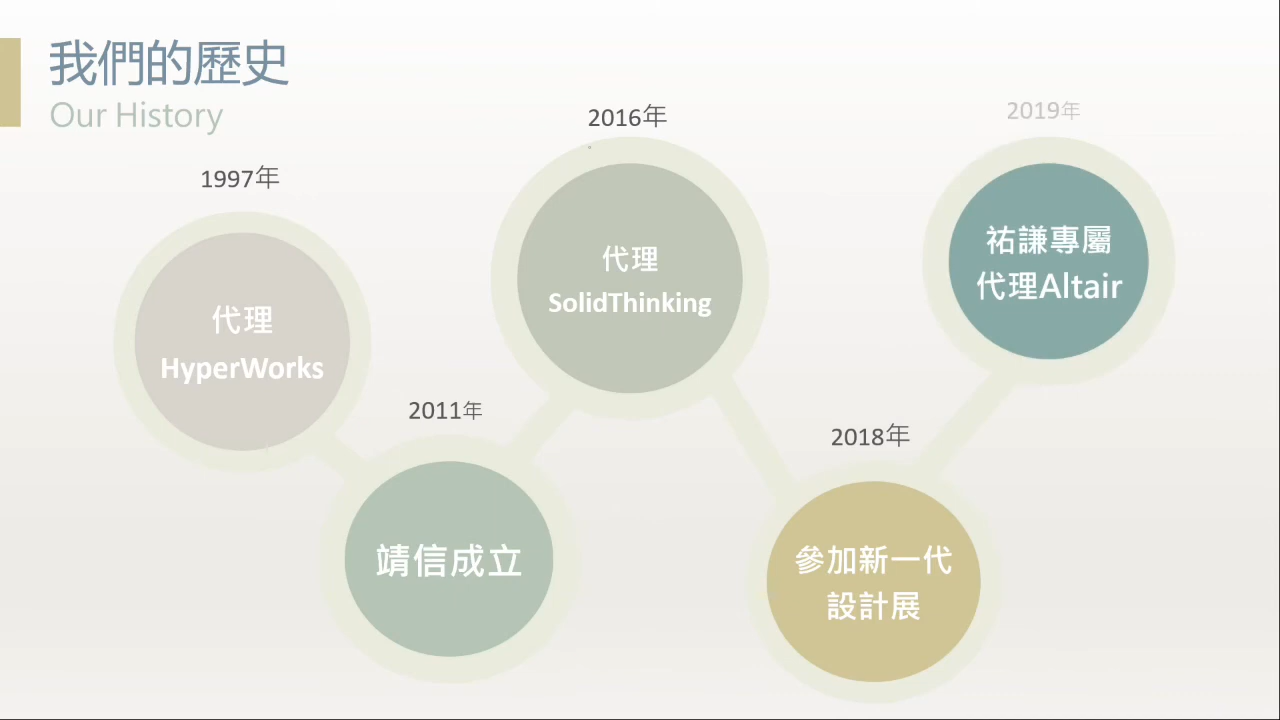 我們的歷史
Our History
1997年
代理
HyperWorks
2011年
靖信成立
2016年
代理
SolidThinking
2018年
參加新一代
設計展
2019年
祐謙專屬
代理Altair